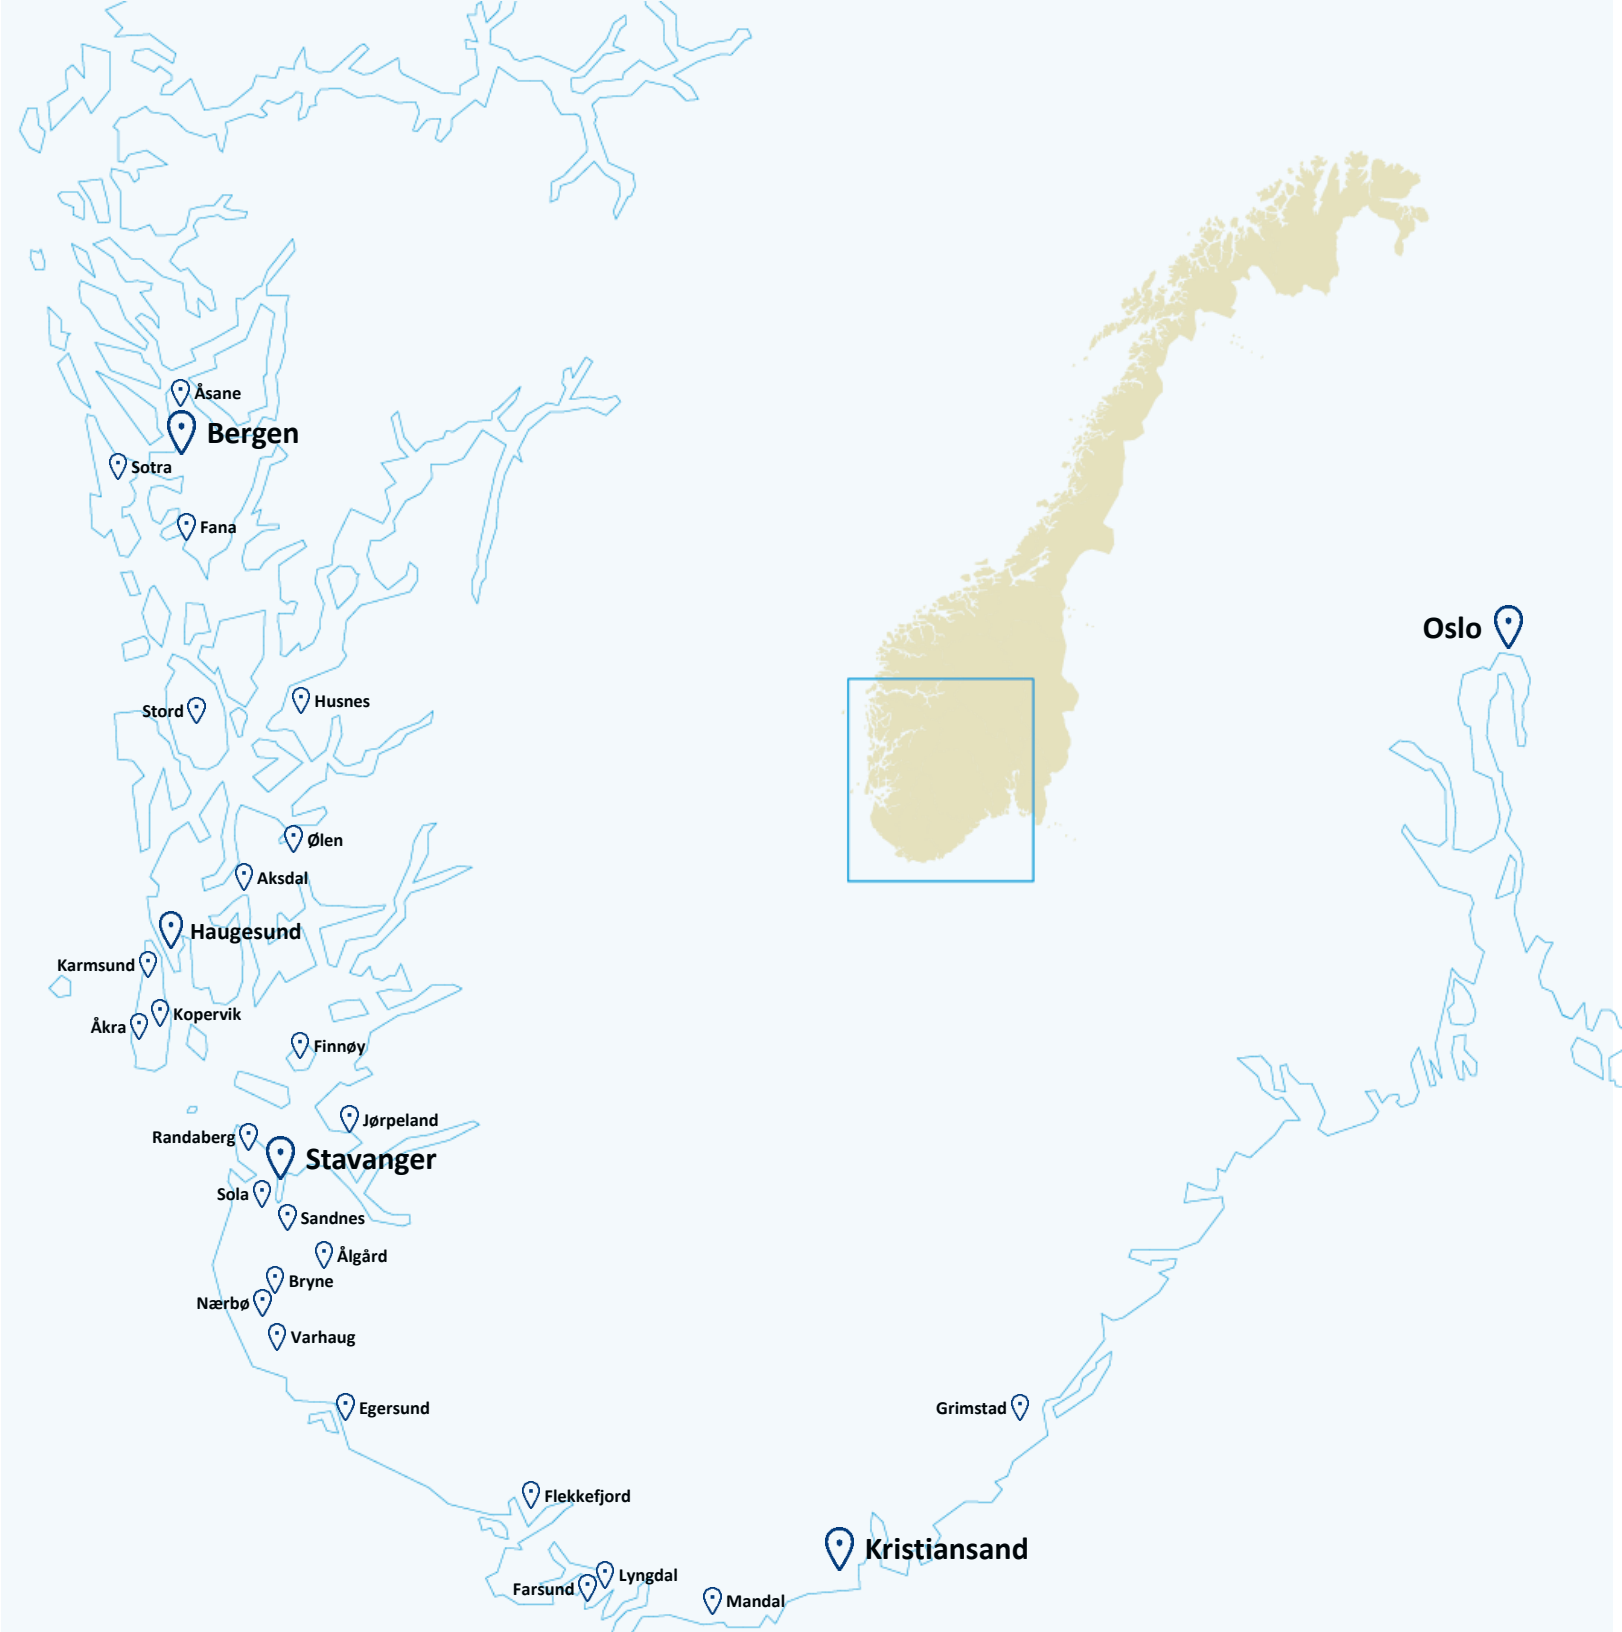 Åsane
Bergen
Sotra
Fana
Oslo
Husnes
Stord
Ølen
Aksdal
Haugesund
Karmsund
Kopervik
Åkra
Finnøy
Jørpeland
Randaberg
Stavanger
Sola
Sandnes
Ålgård
Bryne
Nærbø
Varhaug
Egersund
Grimstad
Flekkefjord
Kristiansand
Lyngdal
Farsund
Mandal